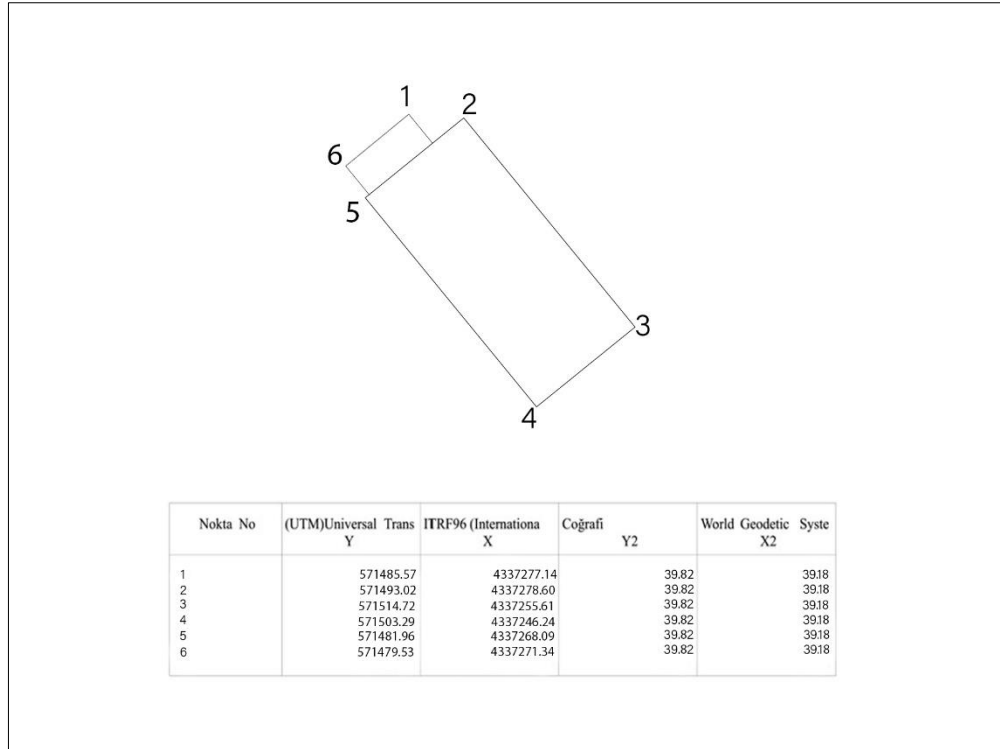 1
2
6
5
3
4
Nokta No (UTM)Universal Trans ITRF96 (Internationa Coğrafi World Geodetic Syste
Y X Y2 X2
1 571485.57 4337277.14 39.82 39.18
2 571493.02 4337278.60 39.82 39.18
3 571514.72 4337255.61 39.82 39.18
4 571503.29 4337246.24 39.82 39.18
5 571481.96 4337268.09 39.82 39.18
6 571479.53 4337271.34 39.82 39.18